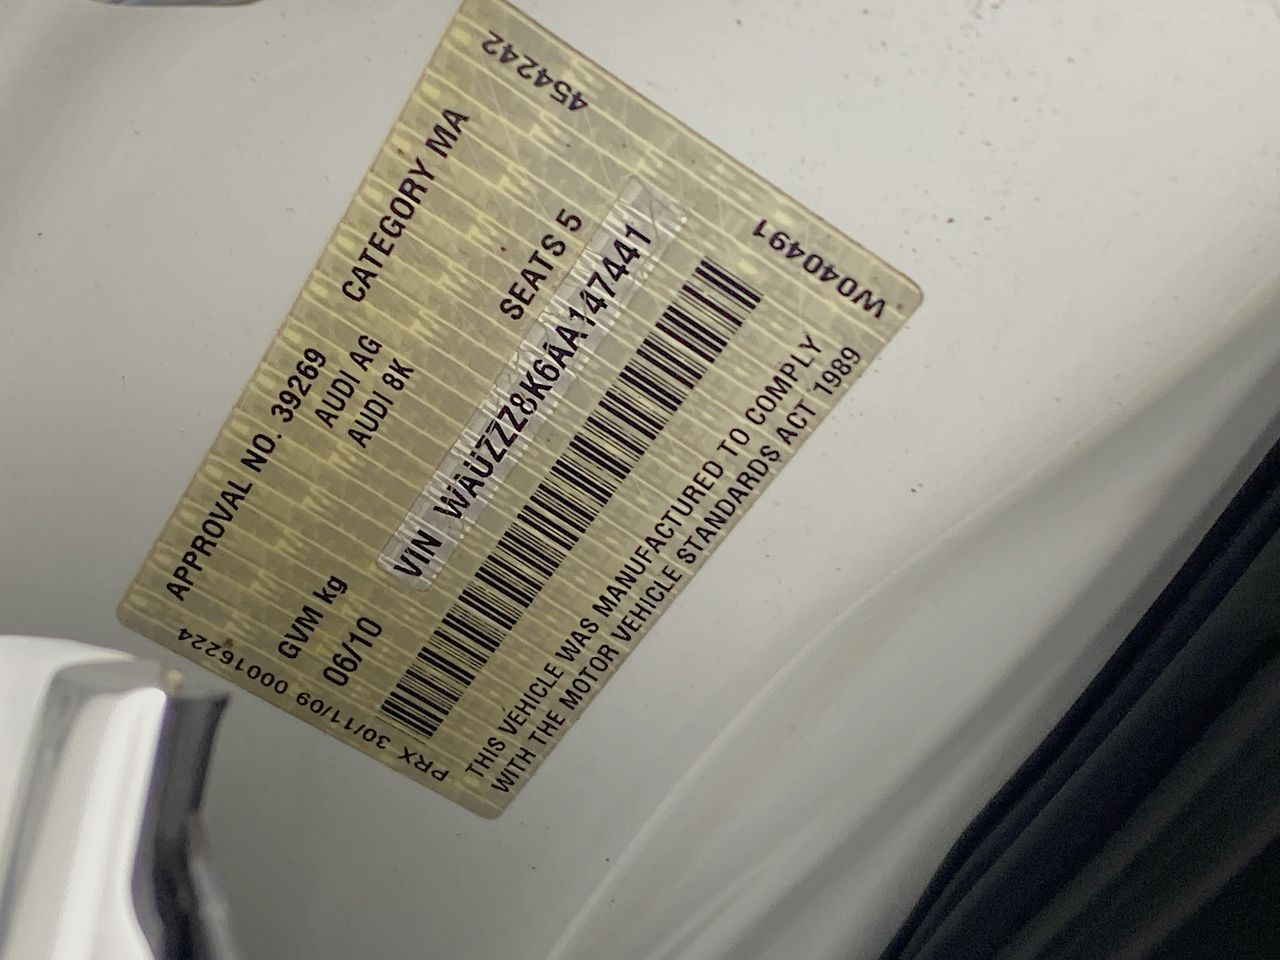 APPROVAL NO. 39269 CATEGORY MA
AUDI AG
AUDI 8K
GVM kg SEATS 5
06/10 VIN WAUZZZ8K6AA147441
THIS VEHICLE WAS MANUFACTURED TO COMPLY
WITH THE MOTOR VEHICLE STANDARDS ACT 1989
454242
W040491
PRX 30/11/09 00016224